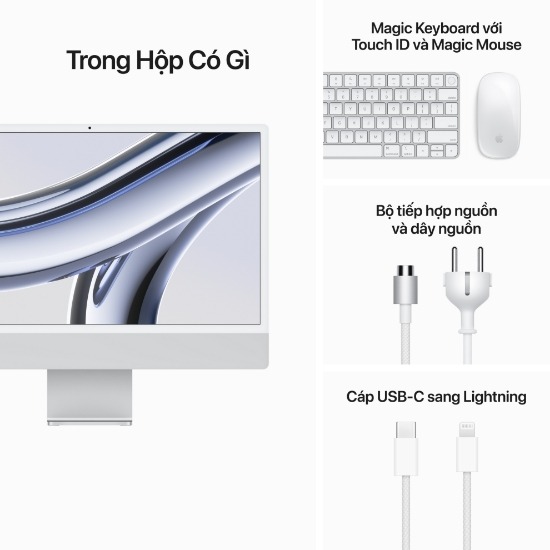 Trong Hộp Có Gì
Magic Keyboard với
Touch ID và Magic Mouse
Bộ tiếp hợp nguồn
và dây nguồn
Cáp USB-C sang Lightning